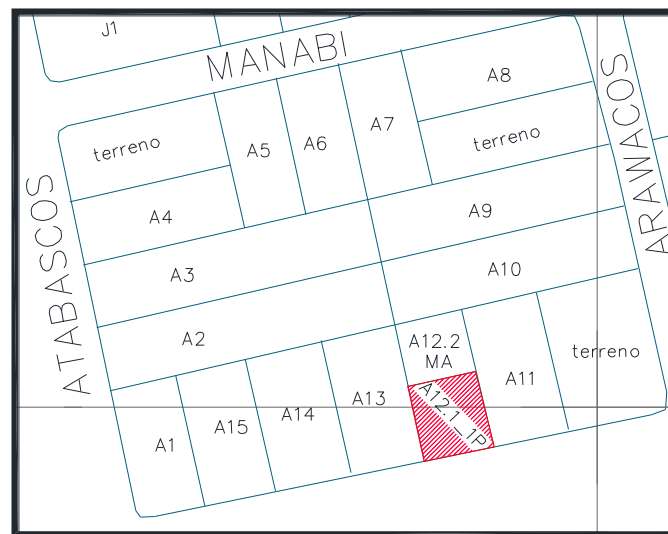 J1
MANABI
A8
ARAWACOS
terreno
A5
A6
A7
terreno
A4
A9
ATABASCOS
A3
A10
A2
A12.2
MA
terreno
A11
A13
A12.1_1P
A14
A15
A1